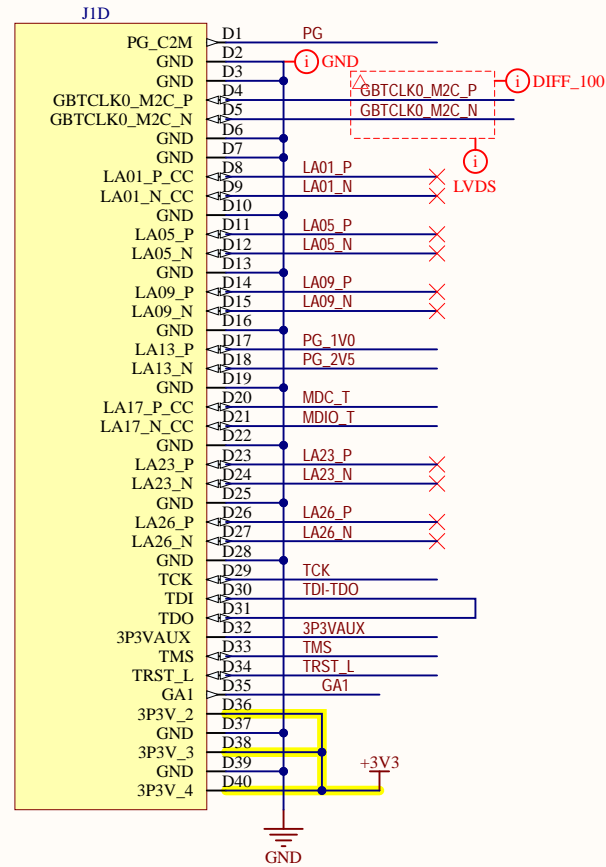 J1D
PG_C2M D1 PG
GND D2 i GND
GND D3
i DIFF_100
GBTCLK0_M2C_P D4 GBTCLK0_M2C_P
GBTCLK0_M2C_N D5 GBTCLK0_M2C_N
GND D6
GND D7
i
LVDS
LA01_P_CC D8 LA01_P
LA01_N_CC D9 LA01_N
GND D10
LA05_P D11 LA05_P
LA05_N D12 LA05_N
GND D13
LA09_P D14 LA09_P
LA09_N D15 LA09_N
GND D16
LA13_P D17 PG_1V0
LA13_N D18 PG_2V5
GND D19
LA17_P_CC D20 MDC_T
LA17_N_CC D21 MDIO_T
GND D22
LA23_P D23 LA23_P
LA23_N D24 LA23_N
GND D25
LA26_P D26 LA26_P
LA26_N D27 LA26_N
GND D28
TCK D29 TCK
TDI D30 TDI-TDO
TDO D31
3P3VAUX D32 3P3VAUX
TMS D33 TMS
TRST_L D34 TRST_L
GA1 D35 GA1
3P3V_2 D36
GND D37
3P3V_3 D38
GND D39
+3V3
3P3V_4 D40
GND